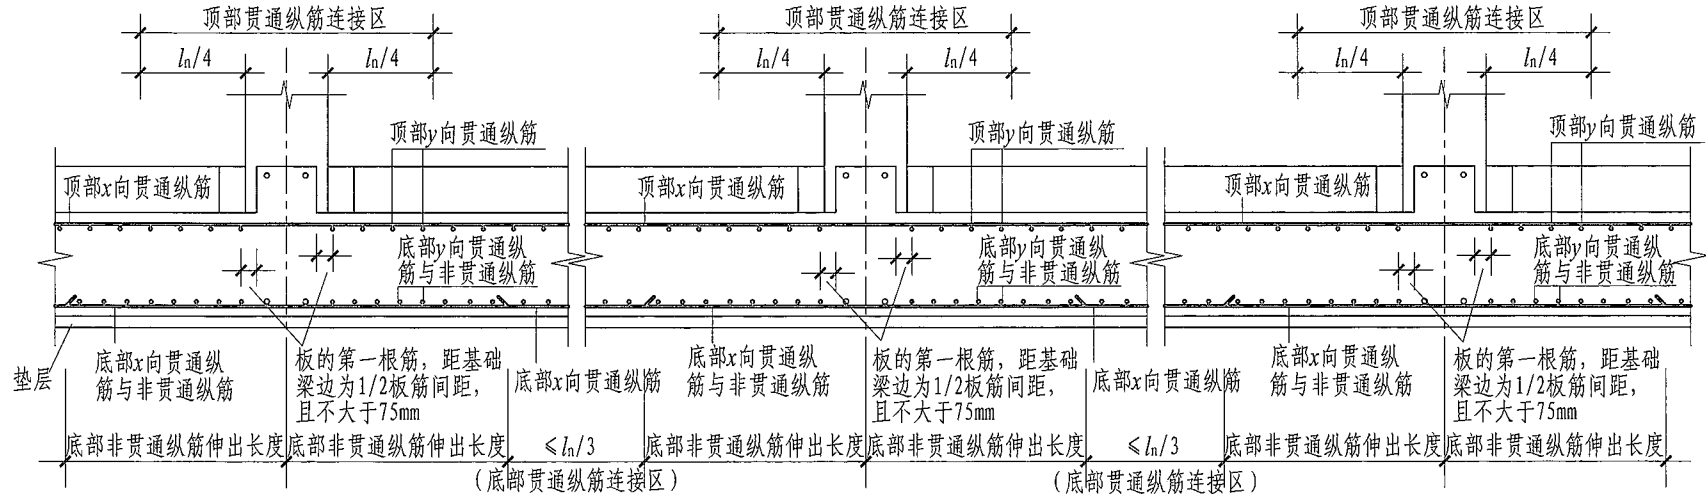 顶部贯通纵筋连接区
顶部贯通纵筋连接区
顶部贯通纵筋连接区
ln/4
ln/4
ln/4
ln/4
ln/4
ln/4
顶部y向贯通纵筋
顶部y向贯通纵筋
顶部y向贯通纵筋
顶部x向贯通纵筋
顶部x向贯通纵筋
顶部x向贯通纵筋
底部y向贯通纵
筋与非贯通纵筋
底部y向贯通纵
筋与非贯通纵筋
底部y向贯通纵筋
筋与非贯通纵筋
垫层
底部x向贯通纵
筋与非贯通纵筋
板的第一根筋，距基础
梁边为1/2板筋间距，
且不大于75mm
底部x向贯通纵筋
底部x向贯通纵
筋与非贯通纵筋
板的第一根筋，距基础
梁边为1/2板筋间距，
且不大于75mm
底部x向贯通纵筋
底部x向贯通纵
筋与非贯通纵筋
板的第一根筋，距基础
梁边为1/2板筋间距，
且不大于75mm
底部非贯通纵筋伸出长度
底部非贯通纵筋伸出长度
≤ln/3
底部非贯通纵筋伸出长度
底部非贯通纵筋伸出长度
≤ln/3
底部非贯通纵筋伸出长度
底部非贯通纵筋伸出长度
（底部贯通纵筋连接区）
（底部贯通纵筋连接区）